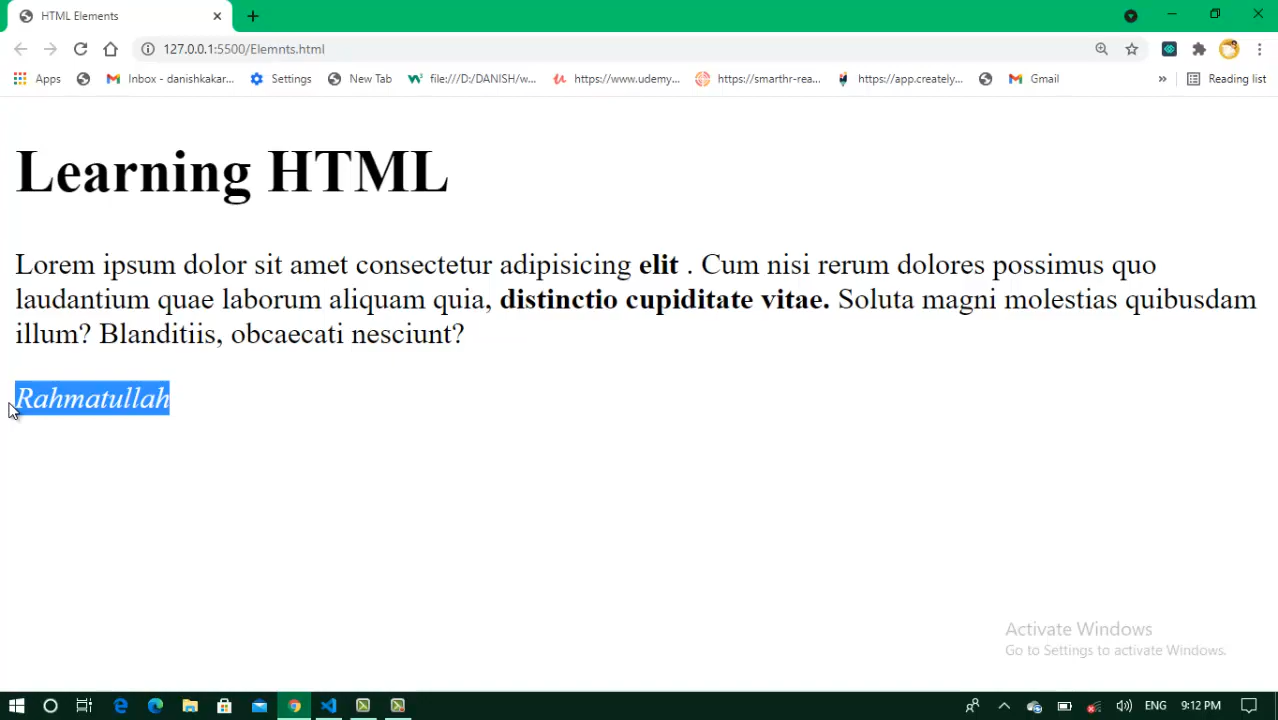 HTML Elements
127.0.0.1:5500/Elemnts.html
Apps Inbox - danishkakar... Settings New Tab file:///D:/DANISH/w... https://www.udemy... https://smarthr-rea... https://app.creately... Gmail » Reading list
Learning HTML
Lorem ipsum dolor sit amet consectetur adipisicing elit . Cum nisi rerum dolores possimus quo
laudantium quae laborum aliquam quia, distinctio cupiditate vitae. Soluta magni molestias quibusdam
illum? Blanditiis, obcaecati nesciunt?
Rahmatullah
Activate Windows
Go to Settings to activate Windows.
ENG 9:12 PM